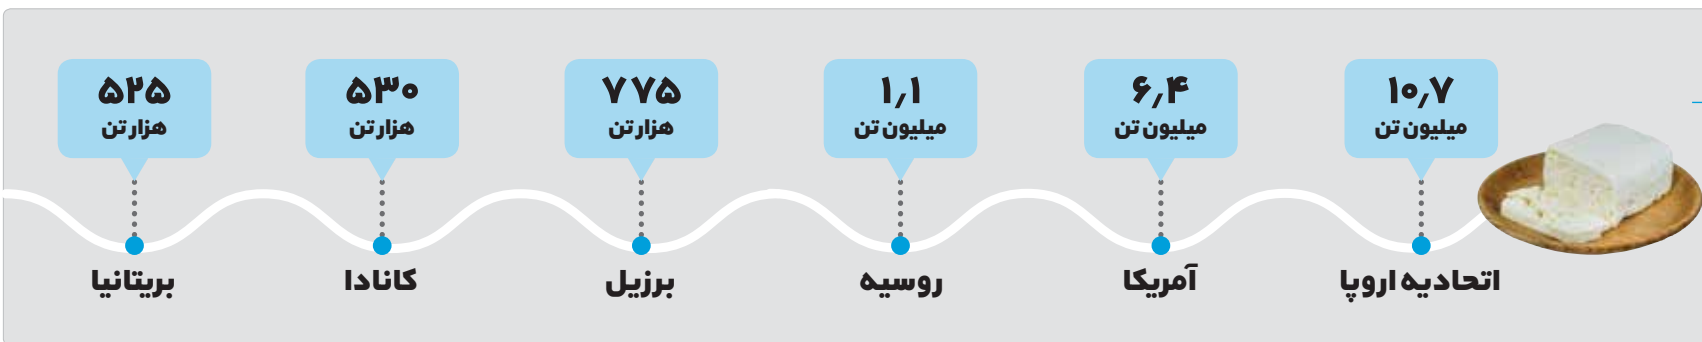 ۱۰٫۷
میلیون تن
اتحادیه اروپا
۶٫۴
میلیون تن
آمریکا
۱٫۱
میلیون تن
روسیه
۷۷۵
هزار تن
برزیل
۵۳۰
هزار تن
کانادا
۵۲۵
هزار تن
بریتانیا